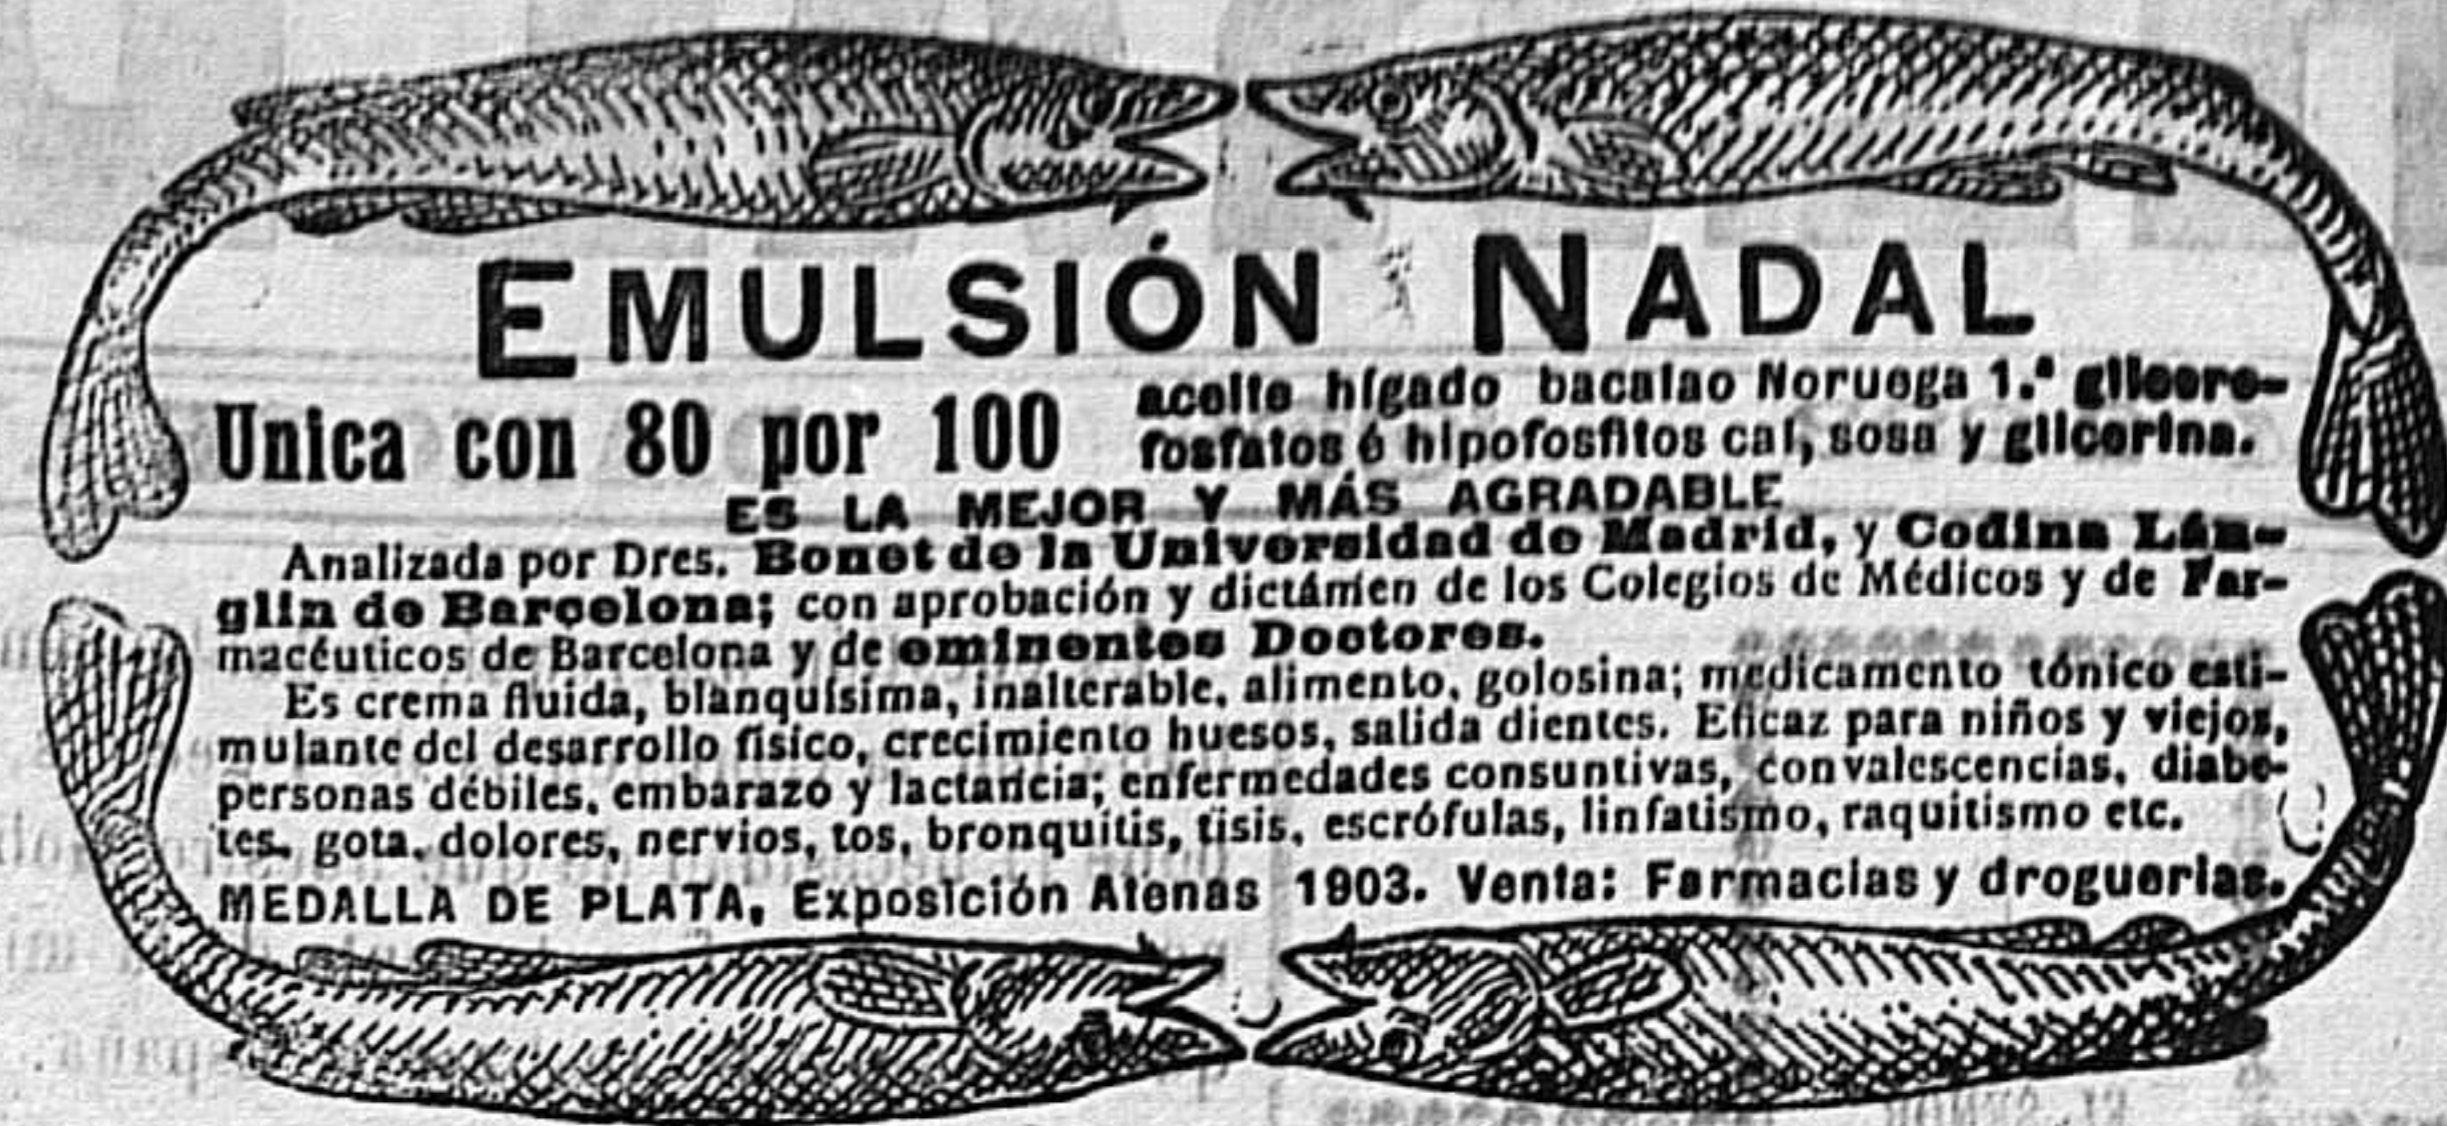 EMULSIÓN NADAL
Unica con 80 por 100 aceite hígado bacalao Noruega 1.ª glicero-
fosfatos é hipofosfitos cal, sosa y glicerina.
ES LA MEJOR Y MÁS AGRADABLE
Analizada por Dres. Bonet de la Universidad de Madrid, y Codina Län-
glin de Barcelona; con aprobación y dictámen de los Colegios de Médicos y de Far-
macéuticos de Barcelona y de eminentes Doctores.
Es crema fluida, blanquísima, inalterable, alimento, golosina; medicamento tónico esti-
mulante del desarrollo físico, crecimiento huesos, salida dientes. Eficaz para niños y viejos,
personas débiles, embarazo y lactancia; enfermedades consuntivas, convalescencias, diabe-
tes, gota, dolores, nervios, tos, bronquitis, tisis, escrófulas, linfatismo, raquitismo etc.
MEDALLA DE PLATA, Exposición Atenas 1903. Venta: Farmacias y droguerias.